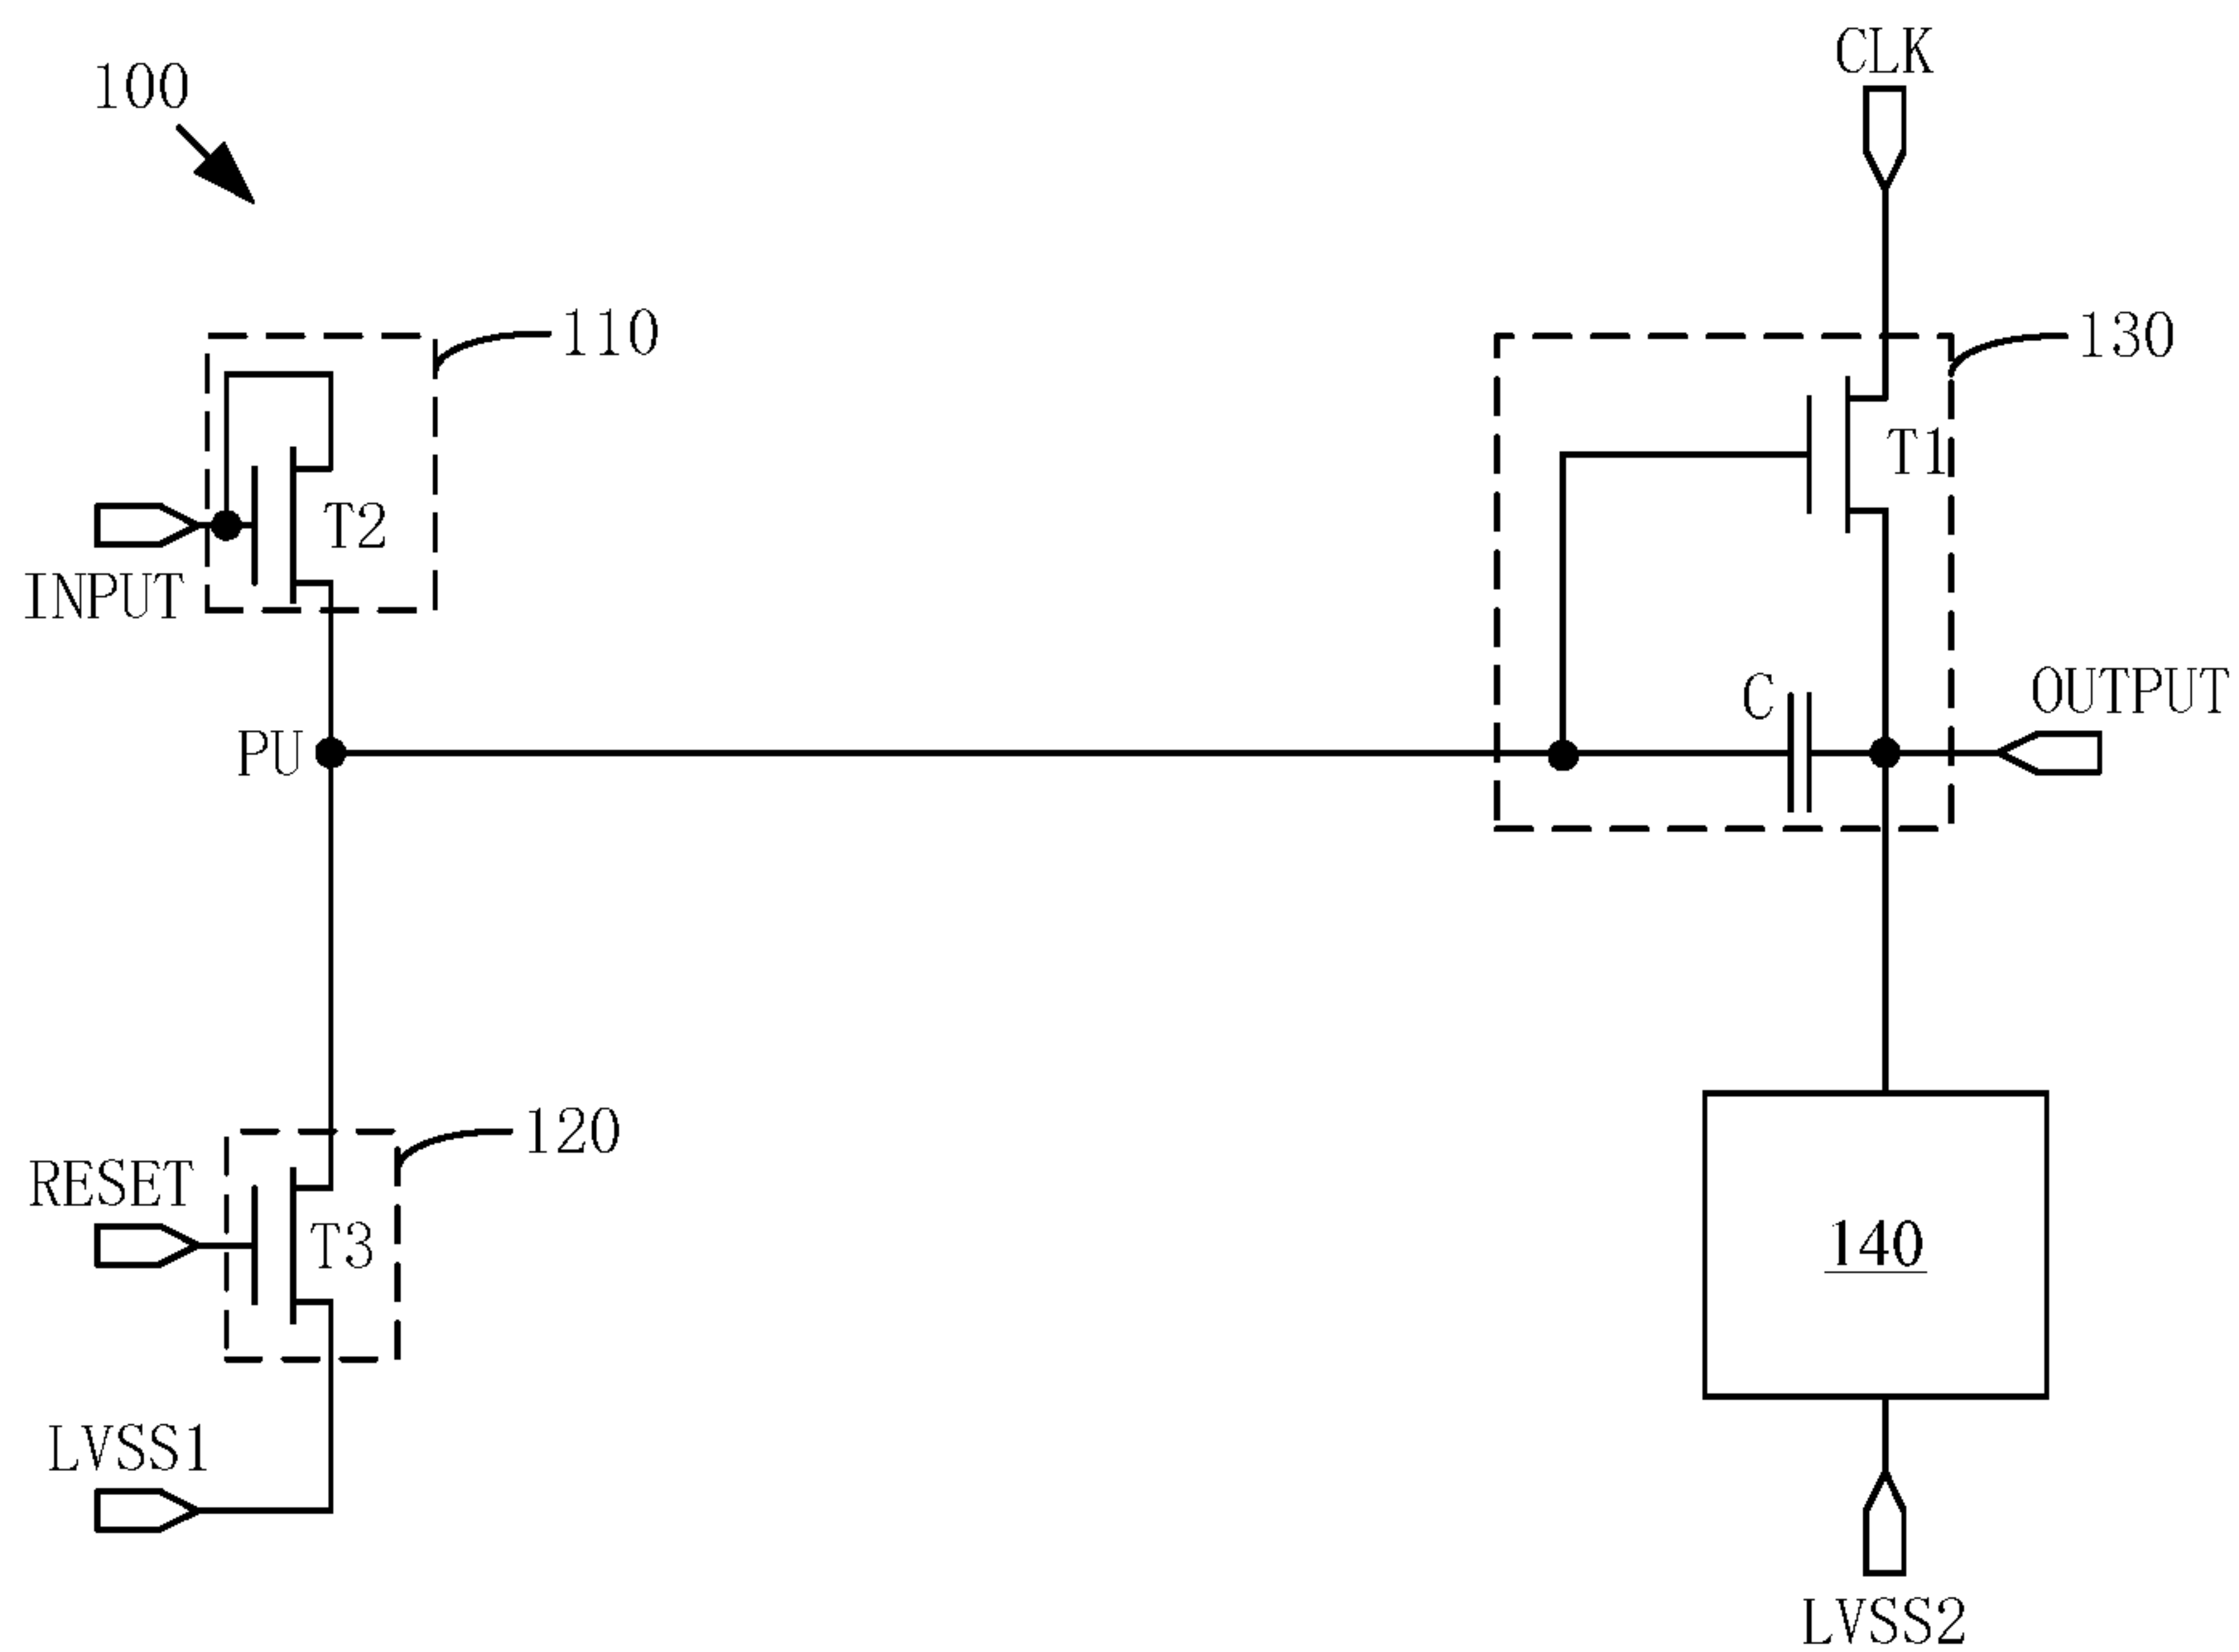 CLK
100
110
130
T1
T2
INPUT
C
OUTPUT
PU
120
RESET
T3
140
LVSS1
LVSS2